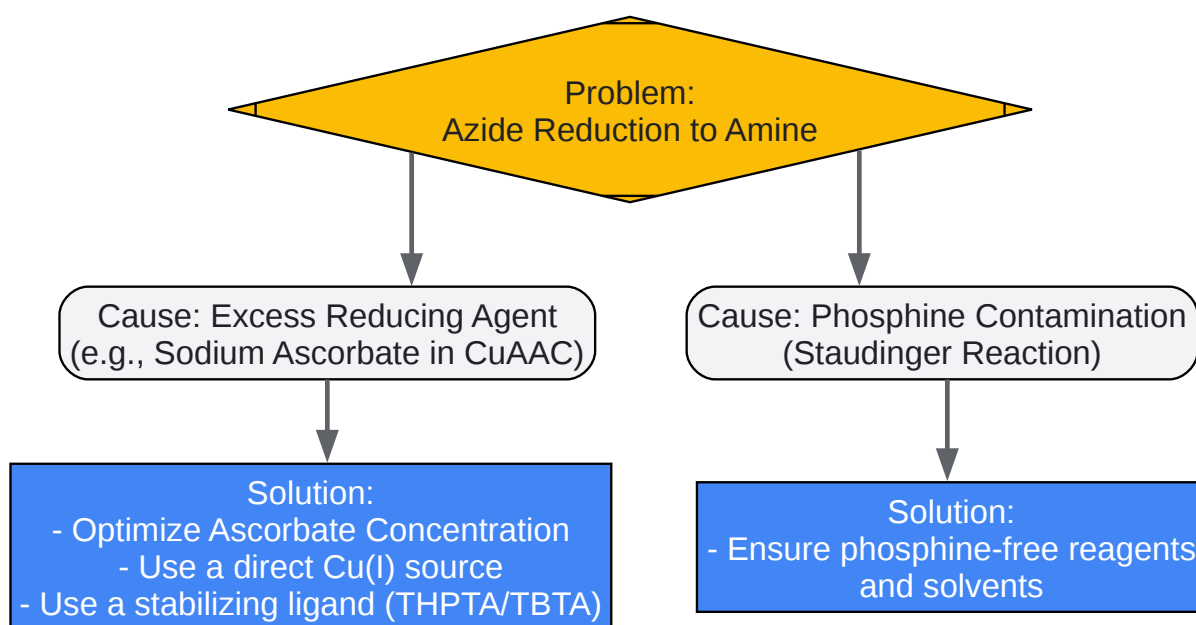 Problem:
Azide Reduction to Amine
Cause: Excess Reducing Agent
(e.g., Sodium Ascorbate in CuAAC)
Cause: Phosphine Contamination
(Staudinger Reaction)
Solution:
- Optimize Ascorbate Concentration
- Use a direct Cu(I) source
- Use a stabilizing ligand (THPTA/TBTA)
Solution:
- Ensure phosphine-free reagents
and solvents